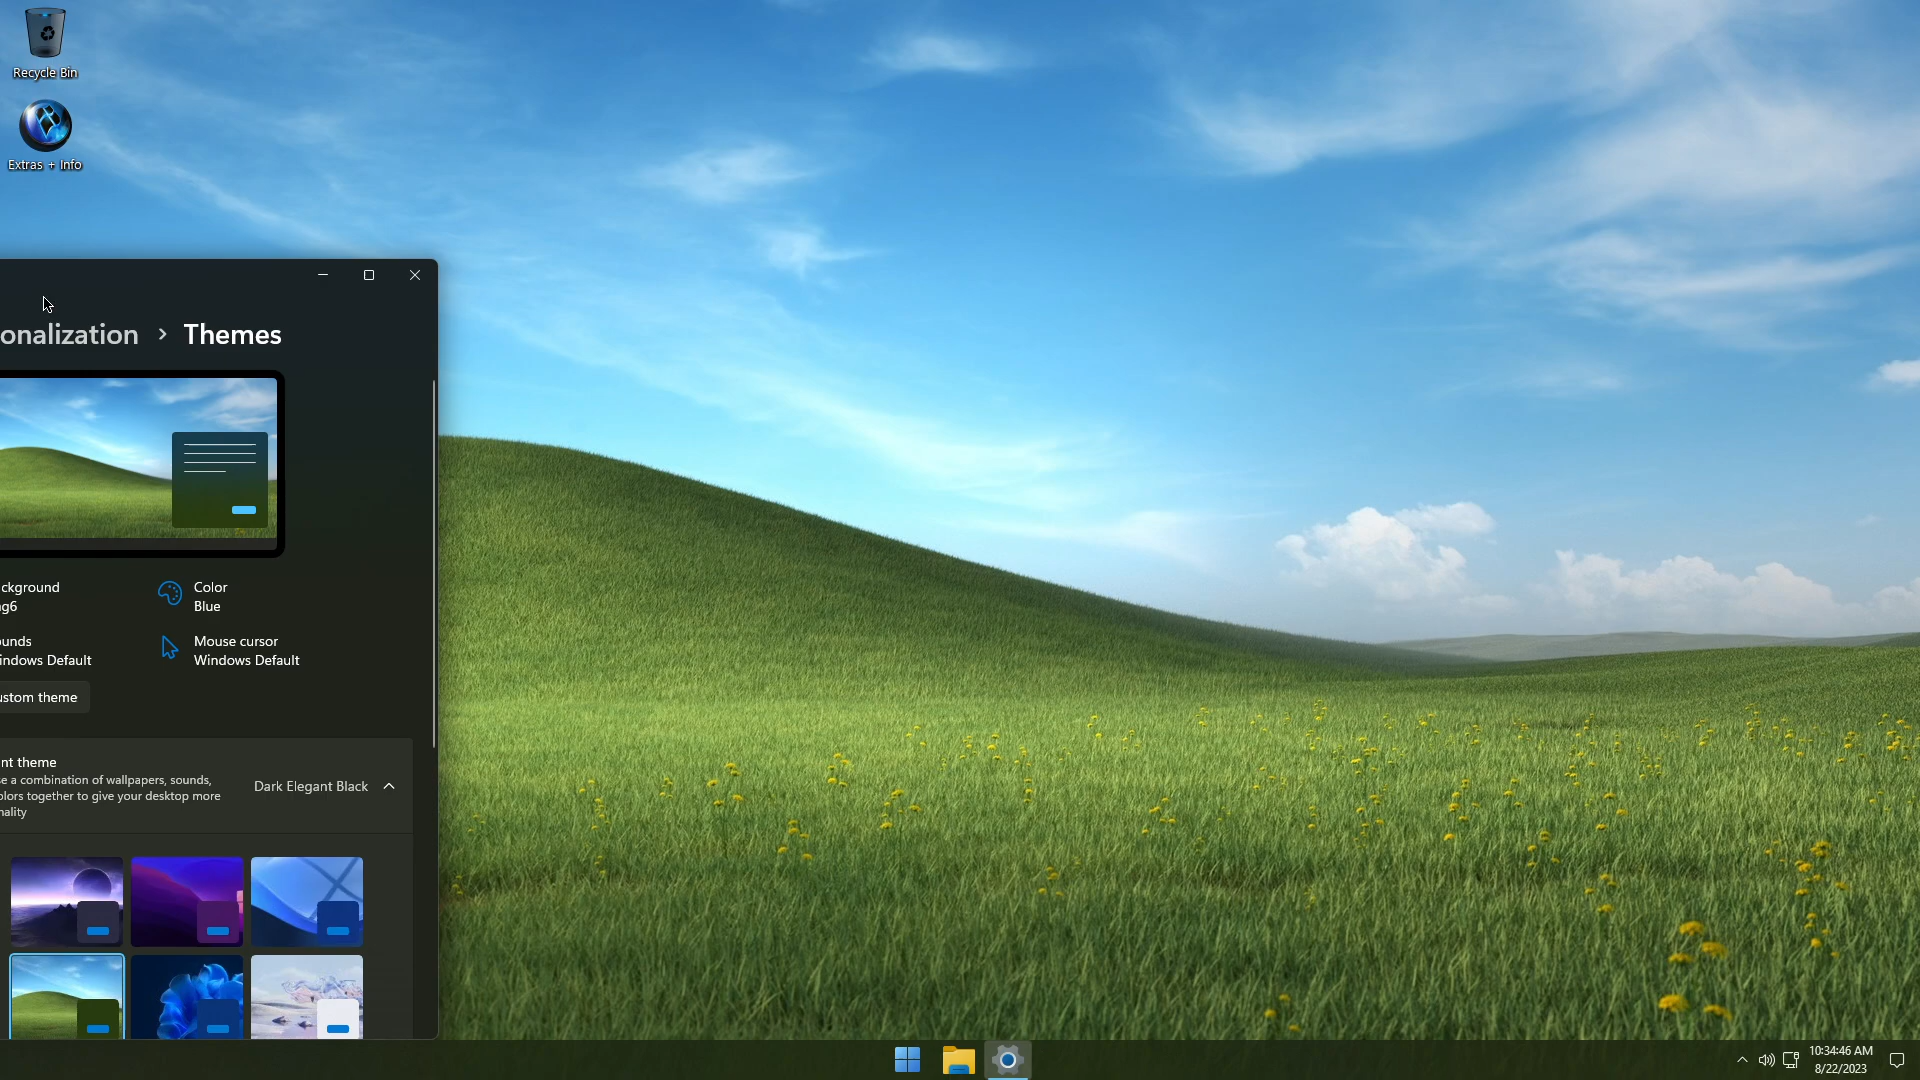 Recycle Bin
Extras + Info
onalization > Themes
ckground
g6
Color
Blue
unds
indows Default
Mouse cursor
Windows Default
ustom theme
nt theme
se a combination of wallpapers, sounds,
olors together to give your desktop more
nality
Dark Elegant Black
10:34:46 AM
8/22/2023